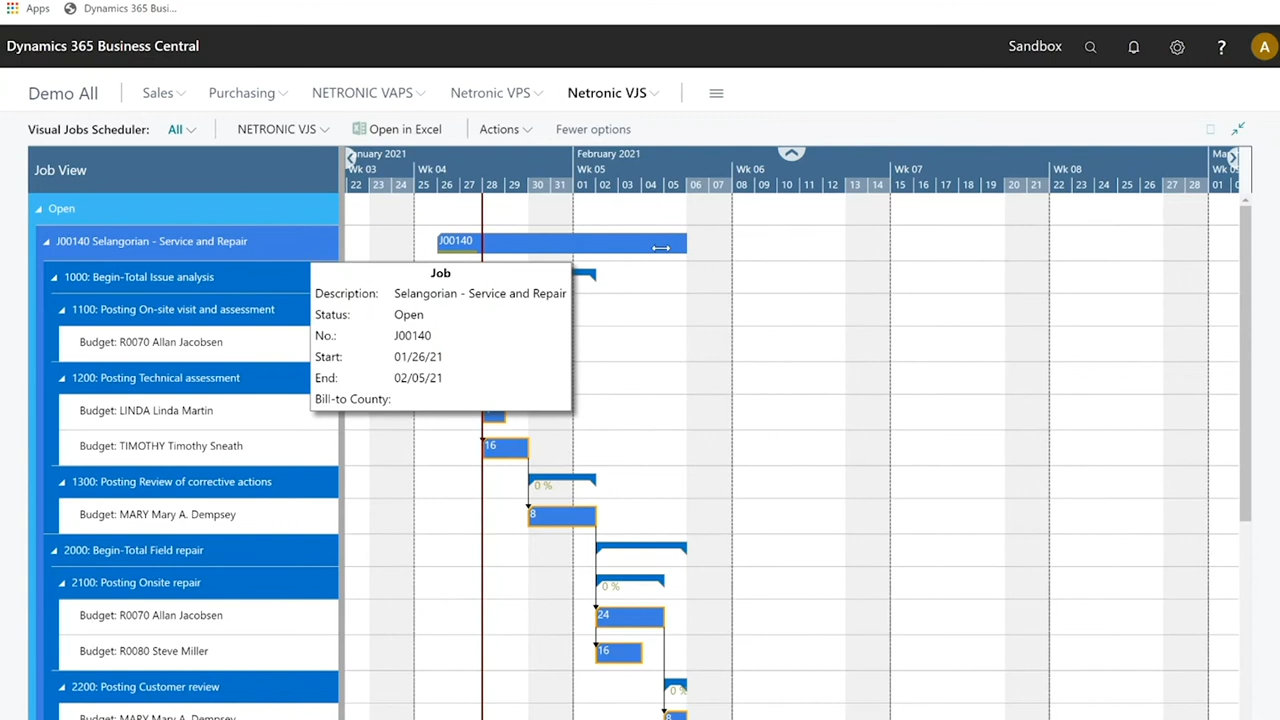 Apps Dynamics 365 Busi...
Dynamics 365 Business Central Sandbox ? A
Demo All Sales Purchasing NETRONIC VAPS Netronic VPS Netronic VJS
Visual Jobs Scheduler: All NETRONIC VJS Open in Excel Actions Fewer options
Job View
nuary 2021 February 2021
Wk 03 Wk 04 Wk 05 Wk 06 Wk 07 Wk 08
22 23 24 25 26 27 28 29 30 31 01 02 03 04 05 06 07 08 09 10 11 12 13 14 15 16 17 18 19 20 21 22 23 24 25 26 27 28 01
Open
J00140 Selangorian - Service and Repair J00140
1000: Begin-Total Issue analysis
1100: Posting On-site visit and assessment
Budget: R0070 Allan Jacobsen
1200: Posting Technical assessment
Budget: LINDA Linda Martin
Budget: TIMOTHY Timothy Sneath 16
1300: Posting Review of corrective actions 0 %
Budget: MARY Mary A. Dempsey 8
2000: Begin-Total Field repair
2100: Posting Onsite repair 0 %
Budget: R0070 Allan Jacobsen 24
Budget: R0080 Steve Miller 16
2200: Posting Customer review 0 %
Budget: MARY Mary A. Dempsey 8
Job
Description: Selangorian - Service and Repair
Status: Open
No.: J00140
Start: 01/26/21
End: 02/05/21
Bill-to County: